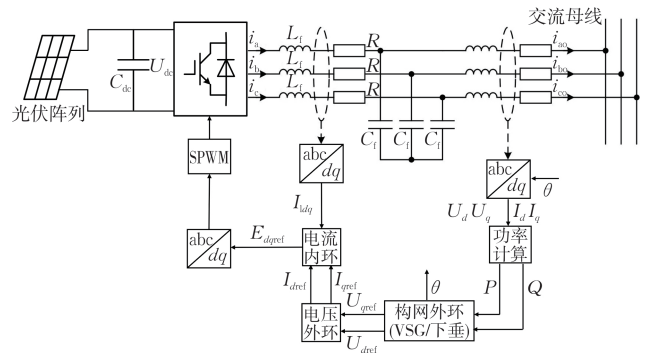 交流母线
i_a L_f R i_ao
i_b L_f R i_bo
i_c L_f R i_co
C_dc U_dc
光伏阵列
C_f C_f C_f
SPWM
abc
dq
abc
dq
θ
I_ldq
U_d U_q I_d I_q
abc
dq
E_dqref
电流
内环
功率
计算
I_dref I_qref
P Q
θ
U_qref
电压
外环
构网外环
(VSG/下垂)
U_dref